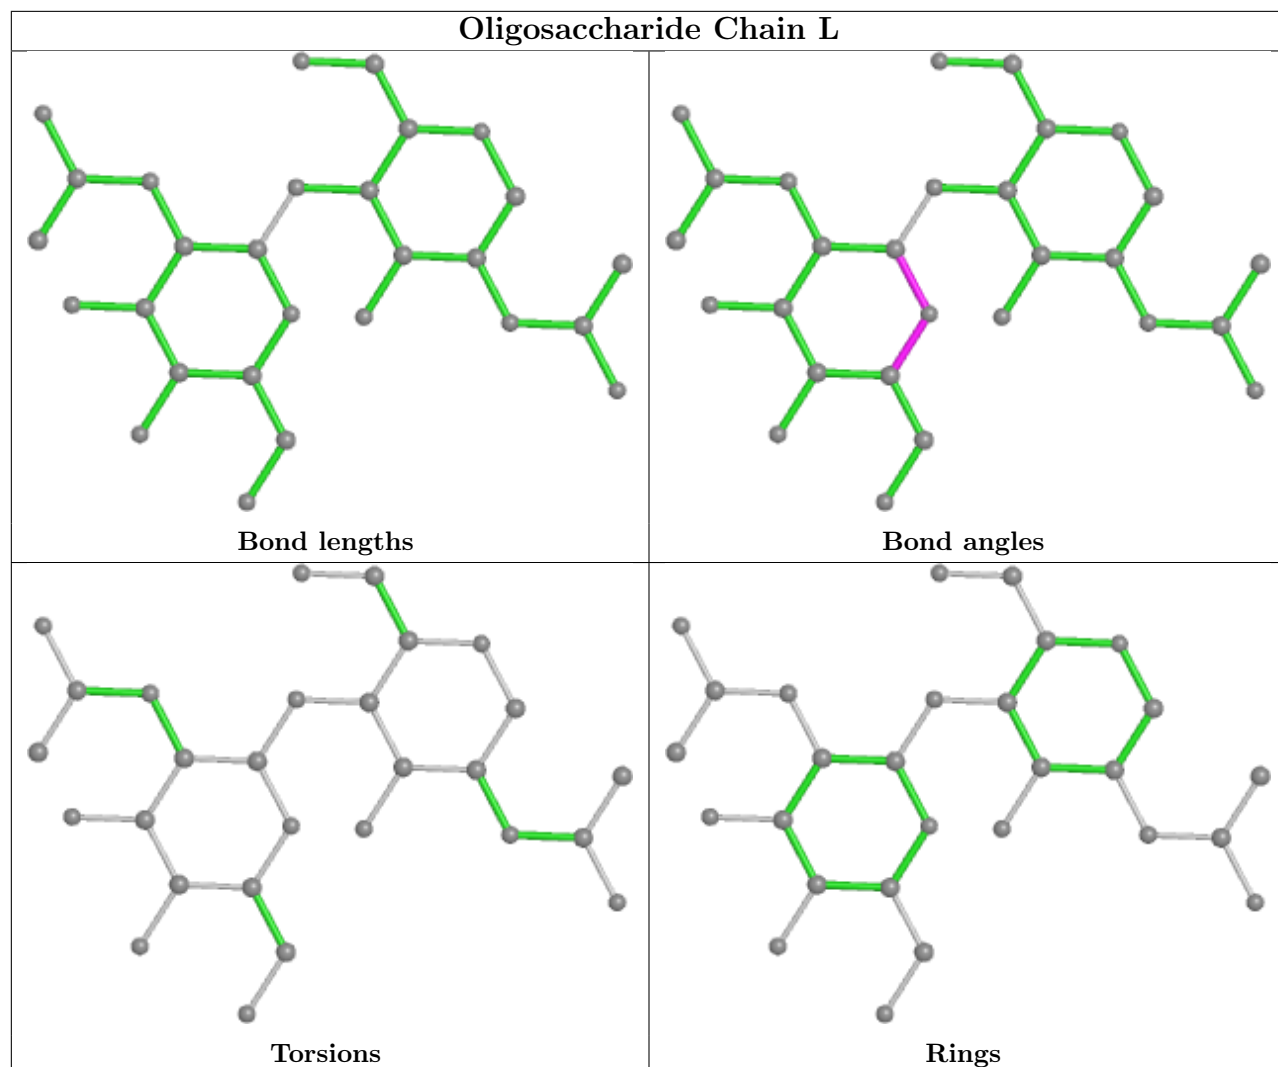 Oligosaccharide Chain L
Bond lengths
Bond angles
Torsions
Rings